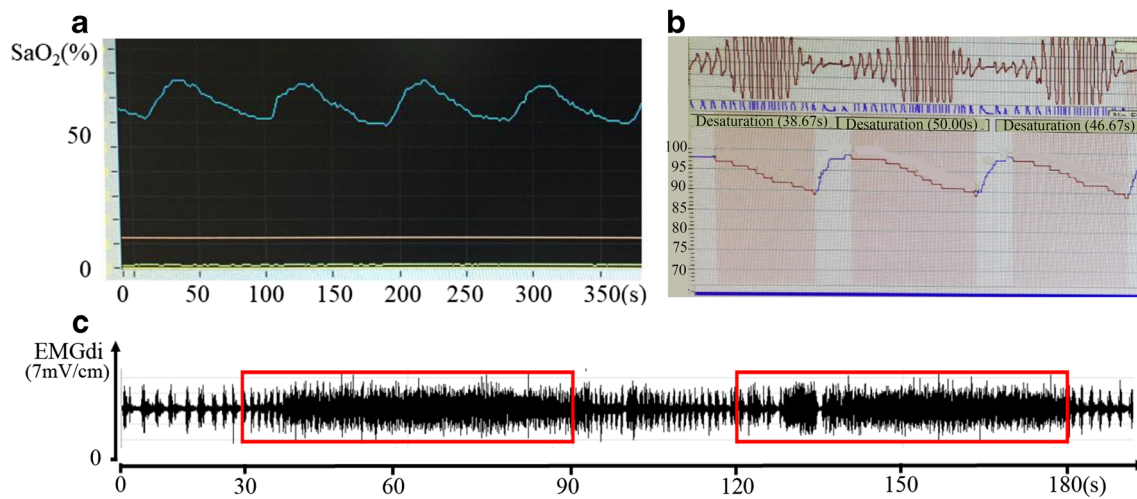 a
SaO₂(%)
50
0
0 50 100 150 200 250 300 350(s)
b
Desaturation (38.67s) Desaturation (50.00s) Desaturation (46.67s)
100
95
90
85
80
75
70
c
EMGdi
(7mV/cm)
0
0 30 60 90 120 150 180(s)